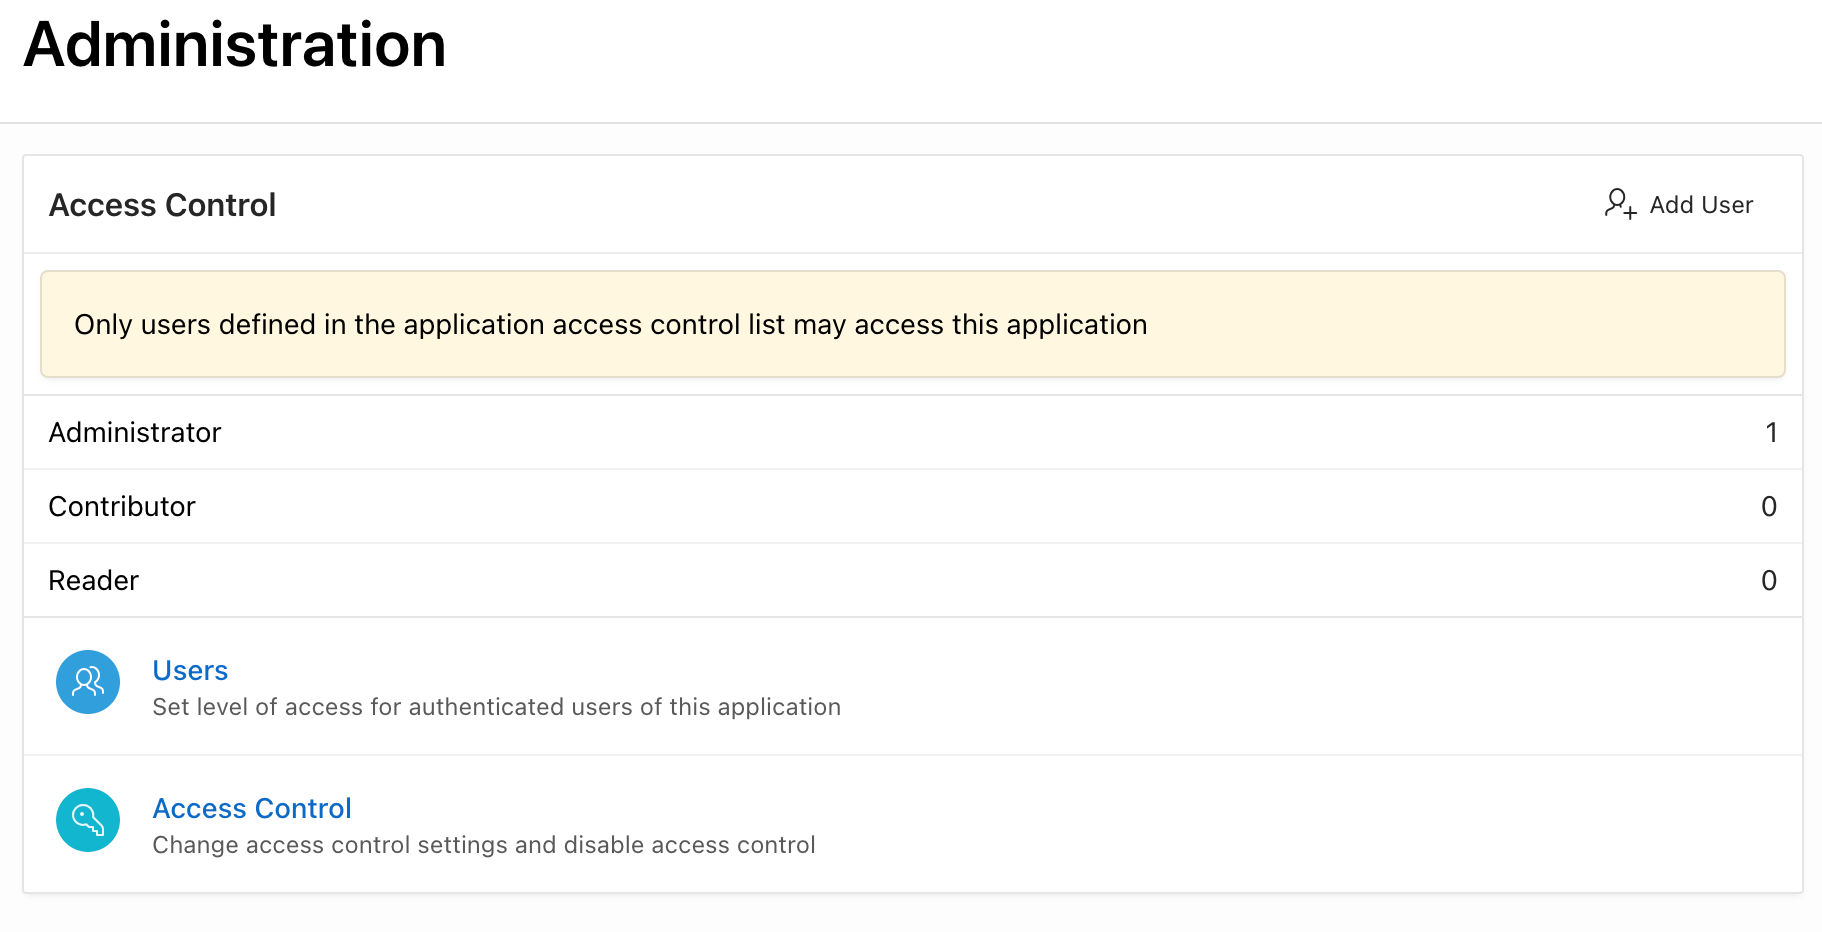 Administration
Access Control
Add User
Only users defined in the application access control list may access this application
Administrator 1
Contributor 0
Reader 0
Users
Set level of access for authenticated users of this application
Access Control
Change access control settings and disable access control